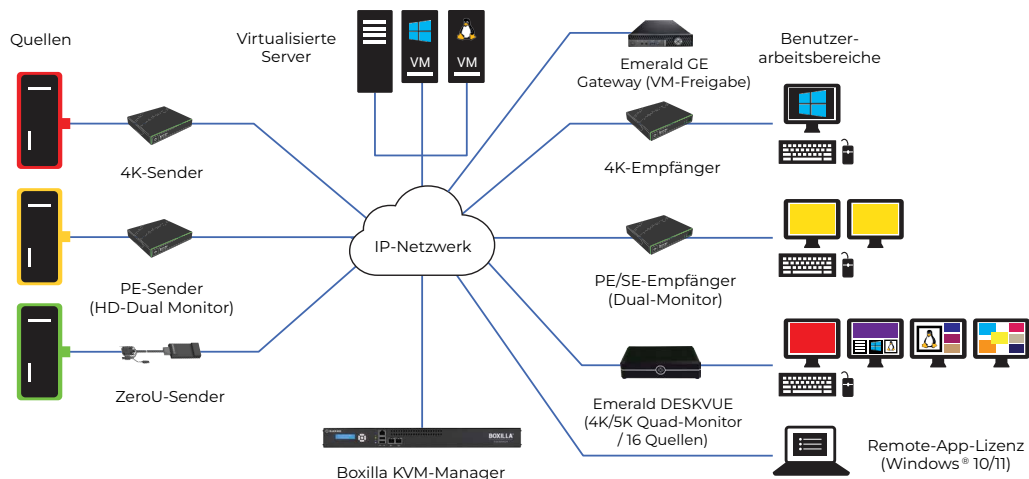 Quellen
Virtualisierte
Server
VM
VM
Emerald GE
Gateway (VM-Freigabe)
Benutzer-
arbeitsbereiche
4K-Sender
4K-Empfänger
IP-Netzwerk
PE-Sender
(HD-Dual Monitor)
PE/SE-Empfänger
(Dual-Monitor)
ZeroU-Sender
Emerald DESKVUE
(4K/5K Quad-Monitor
/ 16 Quellen)
BOXILLA
Boxilla KVM-Manager
Remote-App-Lizenz
(Windows® 10/11)